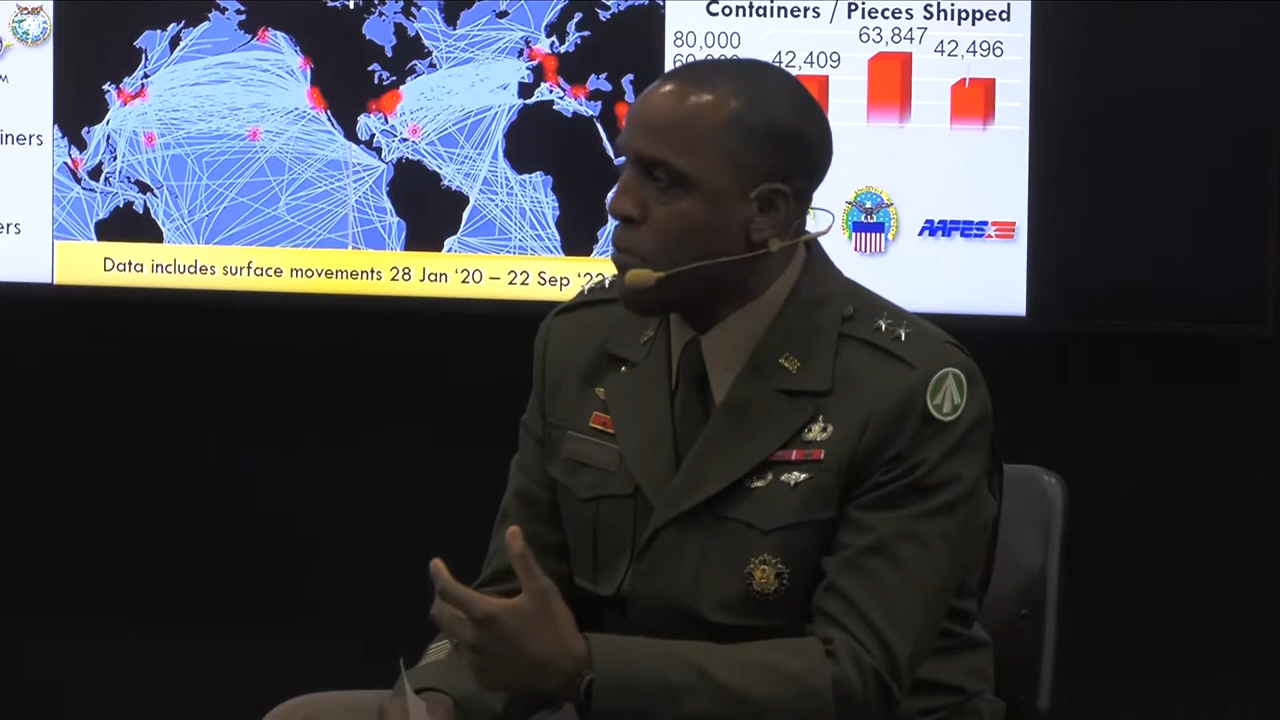 Containers / Pieces Shipped
80,000
63,847
42,409
42,496
M
iners
ers
AAFES
Data includes surface movements 28 Jan '20 – 22 Sep '22